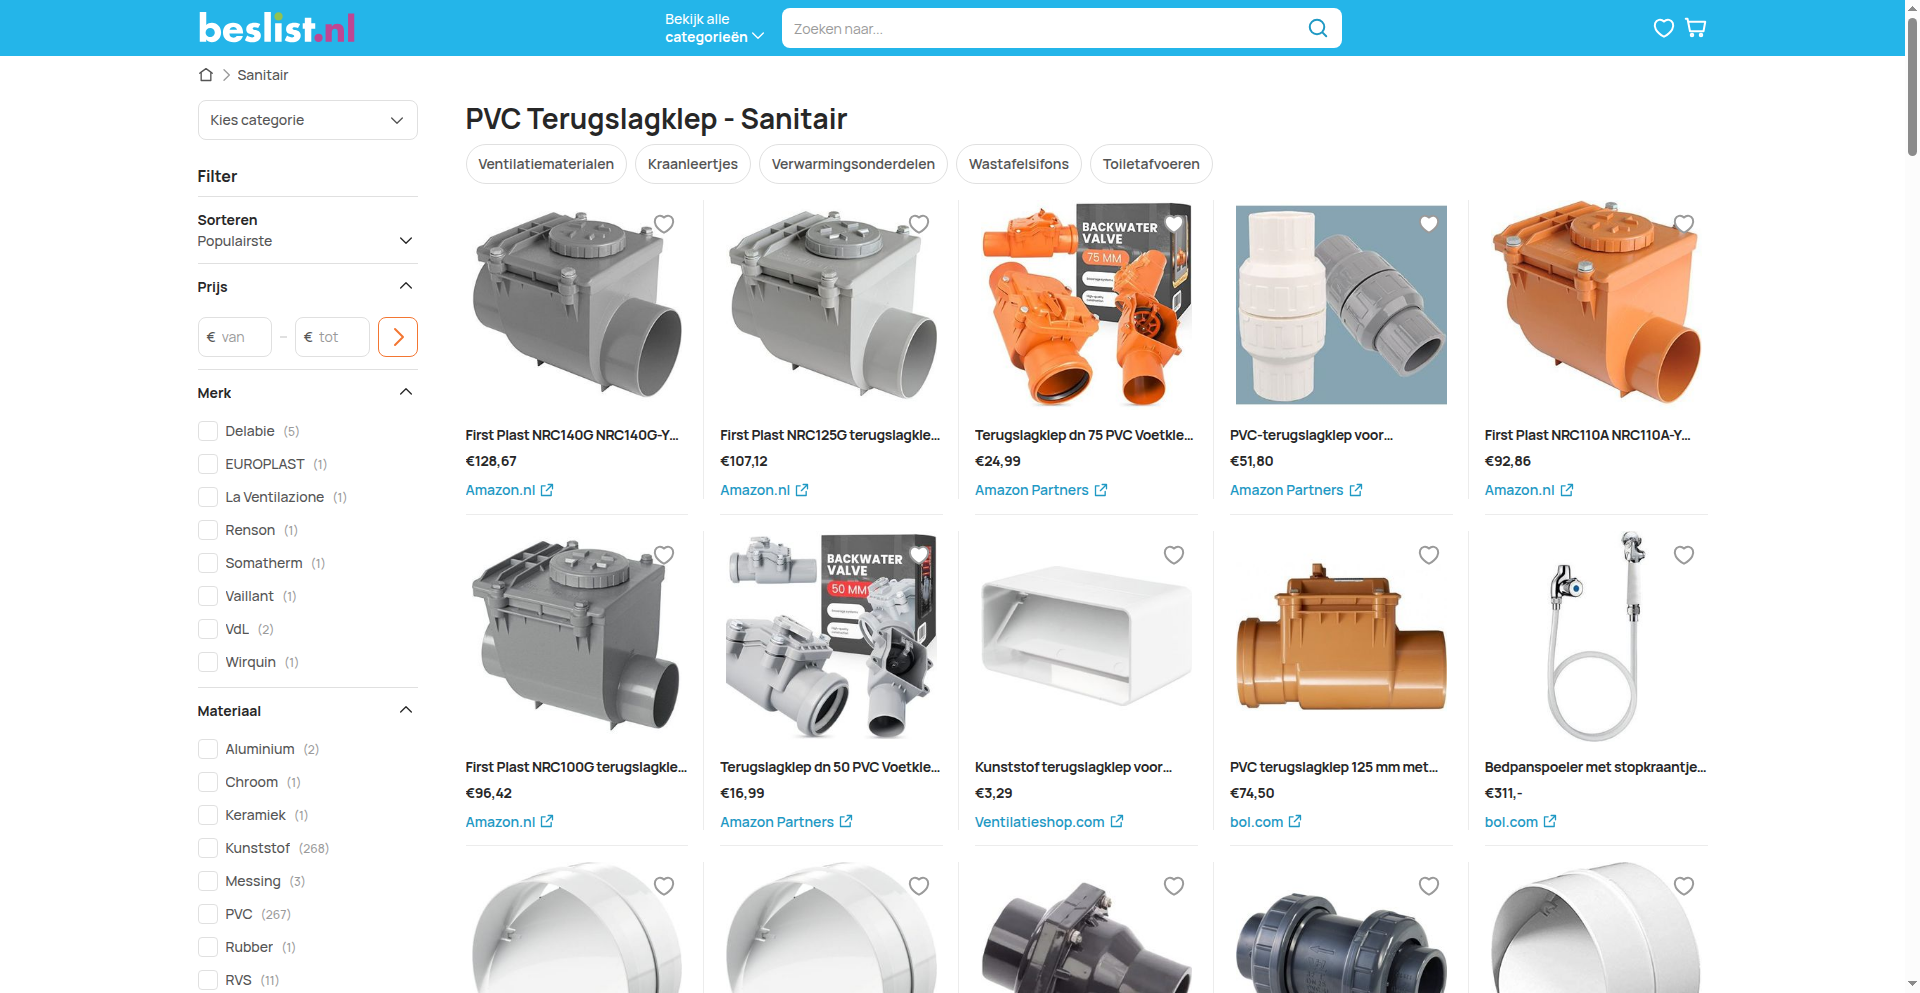 beslist.nl
Bekijk alle
categorieën
Zoeken naar...
Sanitair
Kies categorie
PVC Terugslagklep - Sanitair
Ventilatiematerialen
Kraanleertjes
Verwarmingsonderdelen
Wastafelsifons
Toiletafvoeren
Filter
Sorteren
Populairste
Prijs
€ van
–
€ tot
Merk
Delabie (5)
EUROPLAST (1)
La Ventilazione (1)
Renson (1)
Somatherm (1)
Vaillant (1)
VdL (2)
Wirquin (1)
Materiaal
Aluminium (2)
Chroom (1)
Keramiek (1)
Kunststof (268)
Messing (3)
PVC (267)
Rubber (1)
RVS (11)
First Plast NRC140G NRC140G-Y...
€128,67
Amazon.nl
First Plast NRC125G terugslagkle...
€107,12
Amazon.nl
BACKWATER
VALVE
75 MM
Terugslagklep dn 75 PVC Voetkle...
€24,99
Amazon Partners
PVC-terugslagklep voor...
€51,80
Amazon Partners
First Plast NRC110A NRC110A-Y...
€92,86
Amazon.nl
First Plast NRC100G terugslagkle...
€96,42
Amazon.nl
BACKWATER
VALVE
50 MM
Terugslagklep dn 50 PVC Voetkle...
€16,99
Amazon Partners
Kunststof terugslagklep voor...
€3,29
Ventilatieshop.com
PVC terugslagklep 125 mm met...
€74,50
bol.com
Bedpanspoeler met stopkraantje...
€311,-
bol.com